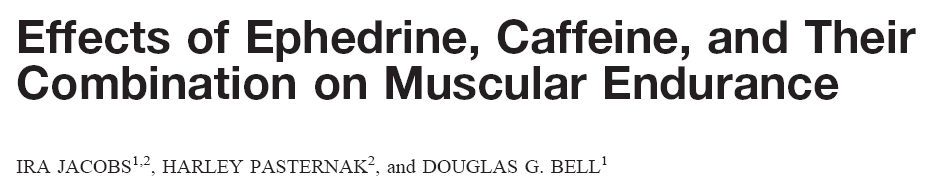 Effects of Ephedrine, Caffeine, and Their
Combination on Muscular Endurance
IRA JACOBS1,2, HARLEY PASTERNAK2, and DOUGLAS G. BELL1